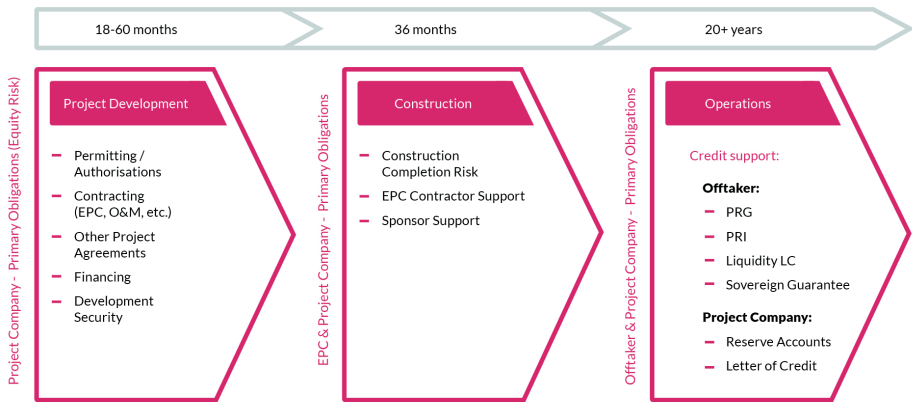 18-60 months
36 months
20+ years
Project Company - Primary Obligations (Equity Risk)
Project Development
Permitting /
Authorisations
Contracting
(EPC, O&M, etc.)
Other Project
Agreements
Financing
Development
Security
EPC & Project Company - Primary Obligations
Construction
Construction
Completion Risk
EPC Contractor Support
Sponsor Support
Offtaker & Project Company - Primary Obligations
Operations
Credit support:
Offtaker:
PRG
PRI
Liquidity LC
Sovereign Guarantee
Project Company:
Reserve Accounts
Letter of Credit